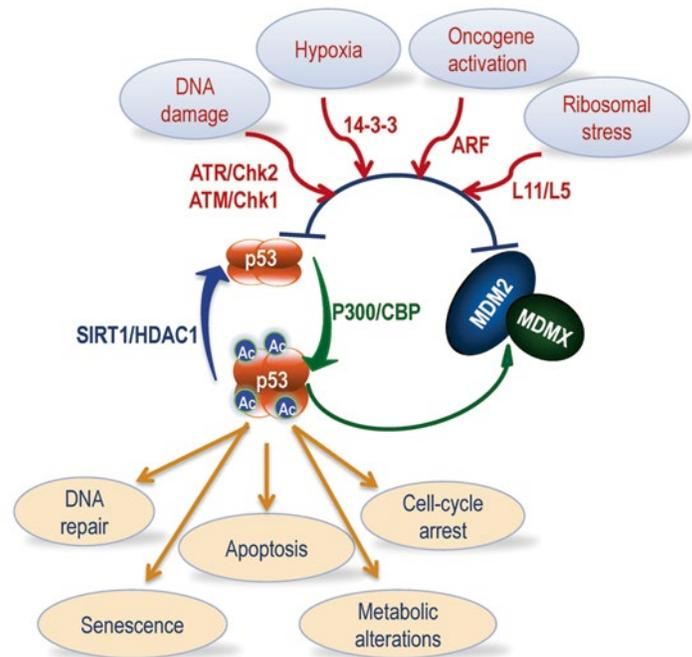 Hypoxia
Oncogene
activation
DNA
damage
Ribosomal
stress
14-3-3
ARF
ATR/Chk2
ATM/Chk1
L11/L5
p53
MDM2
MDMX
P300/CBP
SIRT1/HDAC1
Ac
Ac
p53
Ac
Ac
DNA
repair
Cell-cycle
arrest
Apoptosis
Senescence
Metabolic
alterations